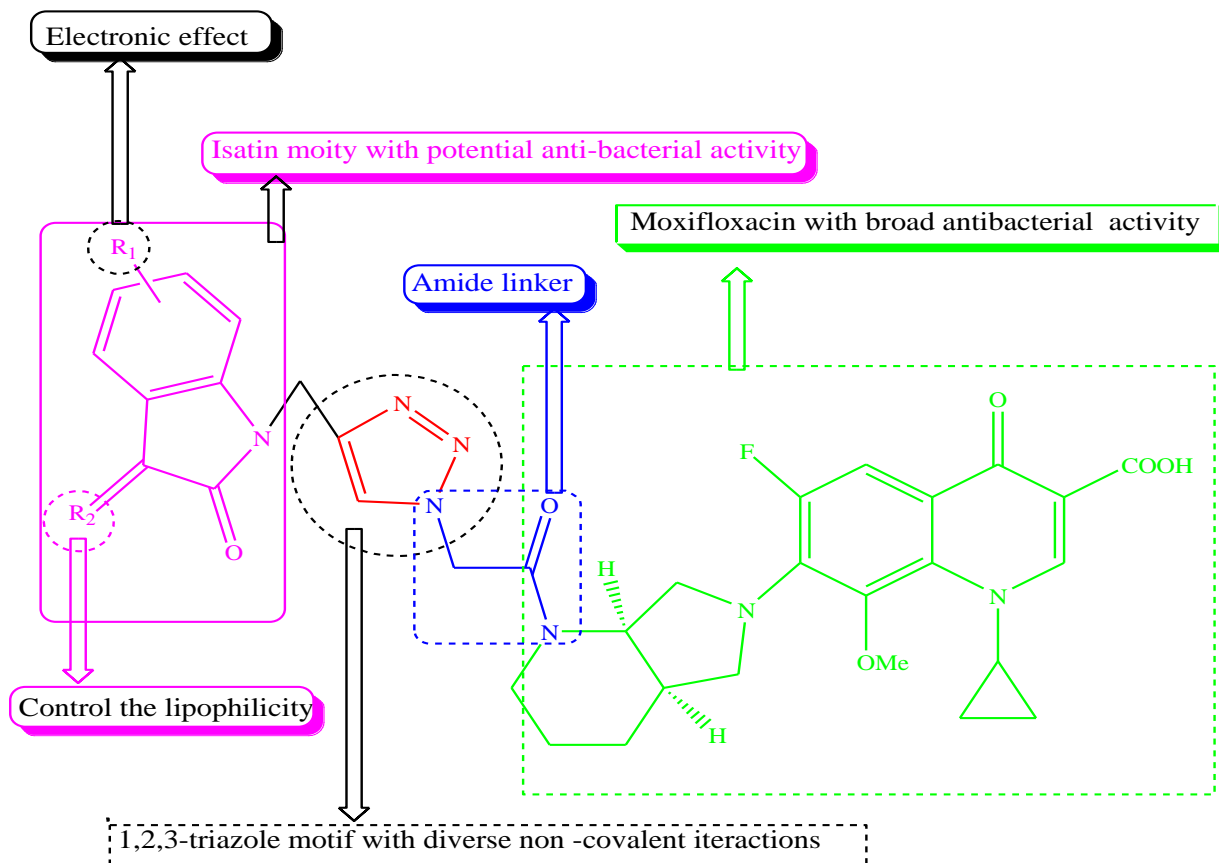 Electronic effect
Isatin moity with potential anti-bacterial activity
Moxifloxacin with broad antibacterial activity
R1
Amide linker
N
N
O
F
COOH
N
R2
N
O
O
H
N
N
N
OMe
Control the lipophilicity
H
1,2,3-triazole motif with diverse non -covalent iteractions